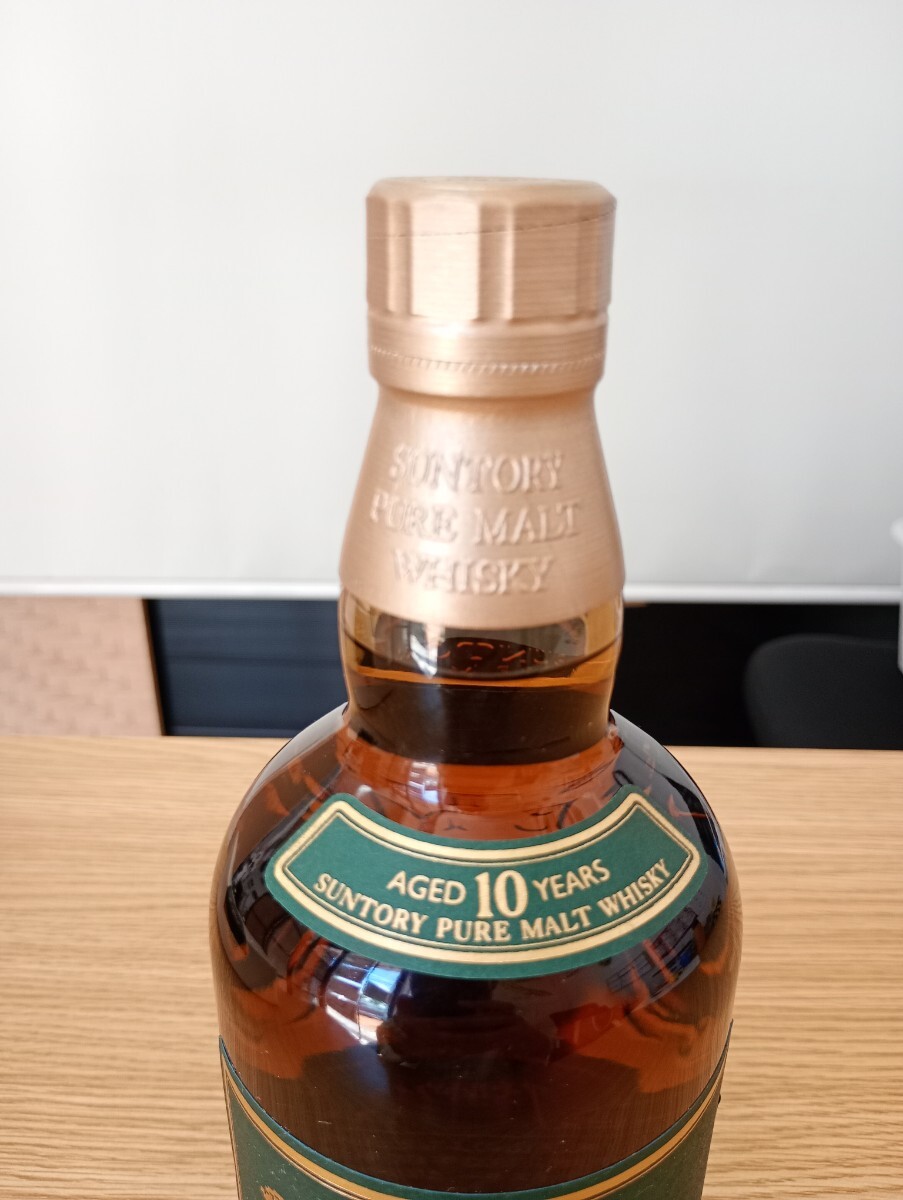 SUNTORY
PURE MALT
WHISKY
AGED 10 YEARS
SUNTORY PURE MALT WHISKY